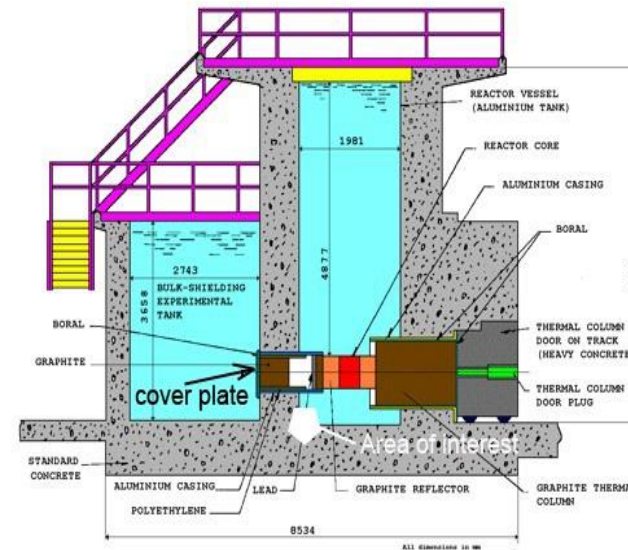 REACTOR VESSEL
(ALUMINIUM TANK)
1981
REACTOR CORE
ALUMINIUM CASING
BORAL
4877
2743
BULK-SHIELDING
EXPERIMENTAL
TANK
3658
BORAL
GRAPHITE
cover plate
THERMAL COLUMN
DOOR ON TRACK
(HEAVY CONCRETE
THERMAL COLUMN
DOOR PLUG
Area of interest
STANDARD
CONCRETE
ALUMINIUM CASING
POLYETHYLENE
LEAD
GRAPHITE REFLECTOR
GRAPHITE THERMA
COLUMN
8534
All dimensions in mm